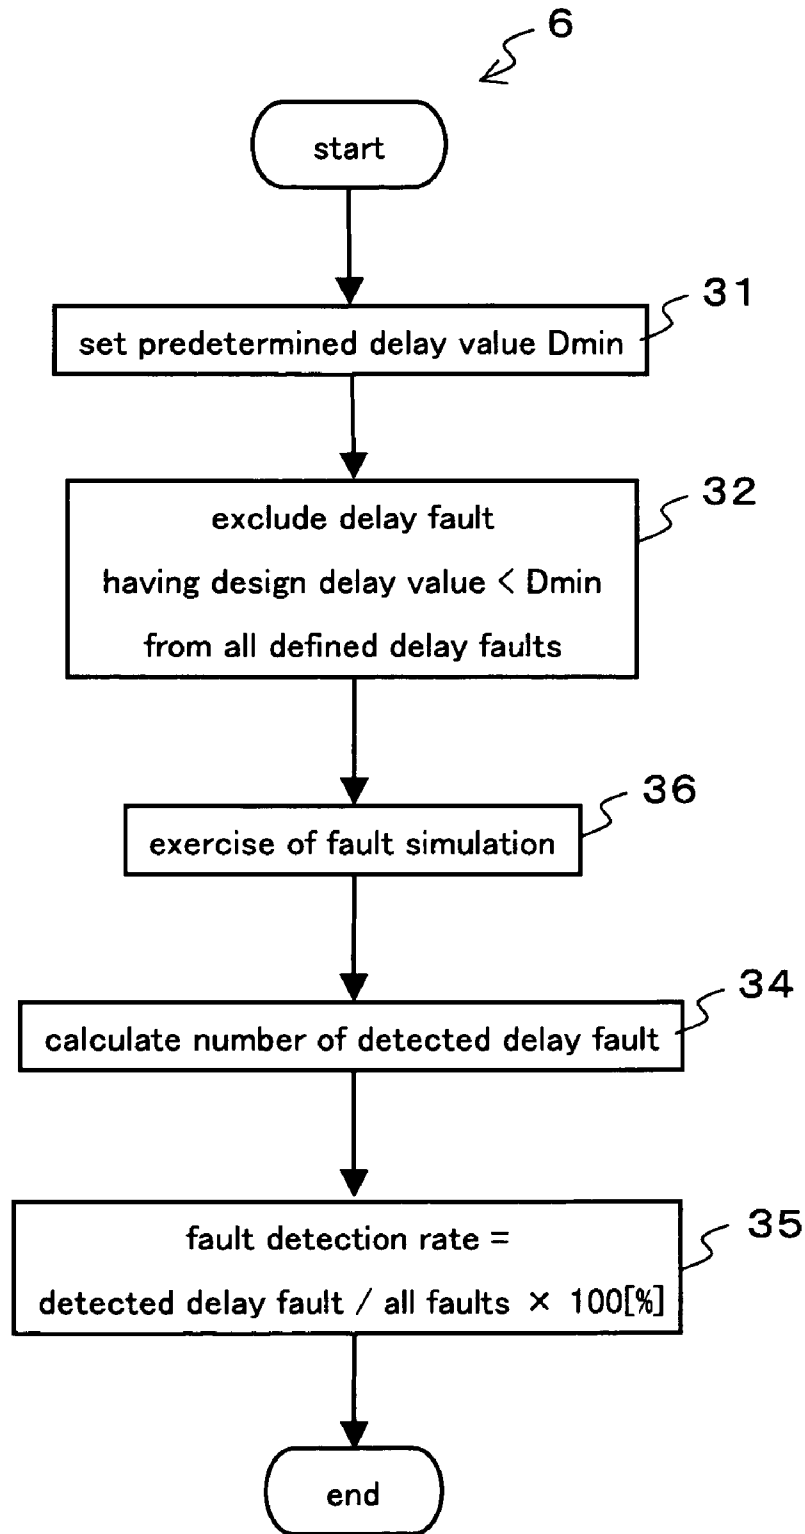 6
start
31
set predetermined delay value Dmin
32
exclude delay fault
having design delay value < Dmin
from all defined delay faults
36
exercise of fault simulation
34
calculate number of detected delay fault
35
fault detection rate =
detected delay fault / all faults × 100[%]
end